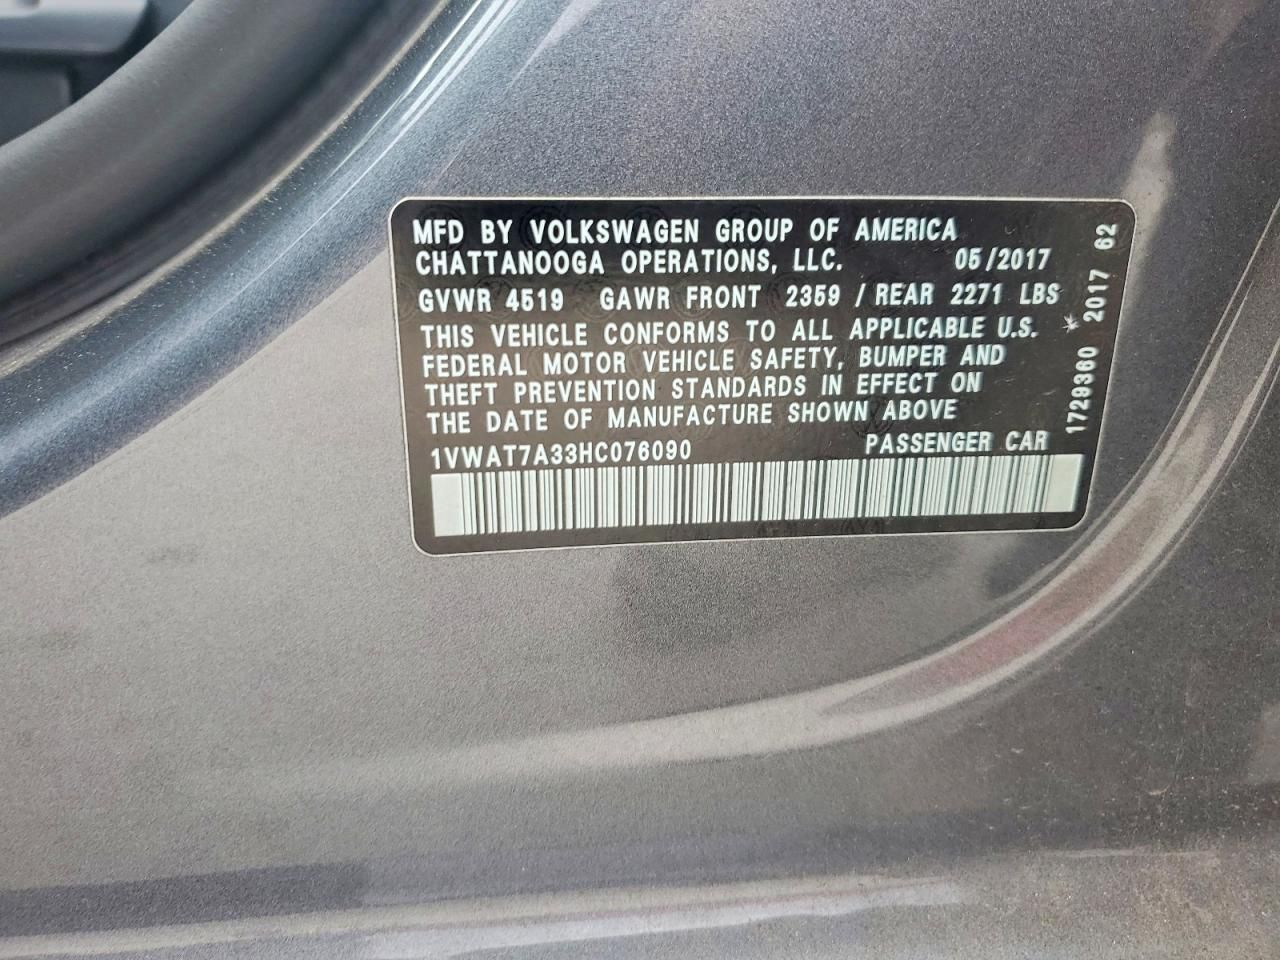 MFD BY VOLKSWAGEN GROUP OF AMERICA
CHATTANOOGA OPERATIONS, LLC. 05/2017
GVWR 4519 GAWR FRONT 2359 / REAR 2271 LBS
THIS VEHICLE CONFORMS TO ALL APPLICABLE U.S.
FEDERAL MOTOR VEHICLE SAFETY, BUMPER AND
THEFT PREVENTION STANDARDS IN EFFECT ON
THE DATE OF MANUFACTURE SHOWN ABOVE
1VWAT7A33HC076090 PASSENGER CAR
1729360 * 2017 62